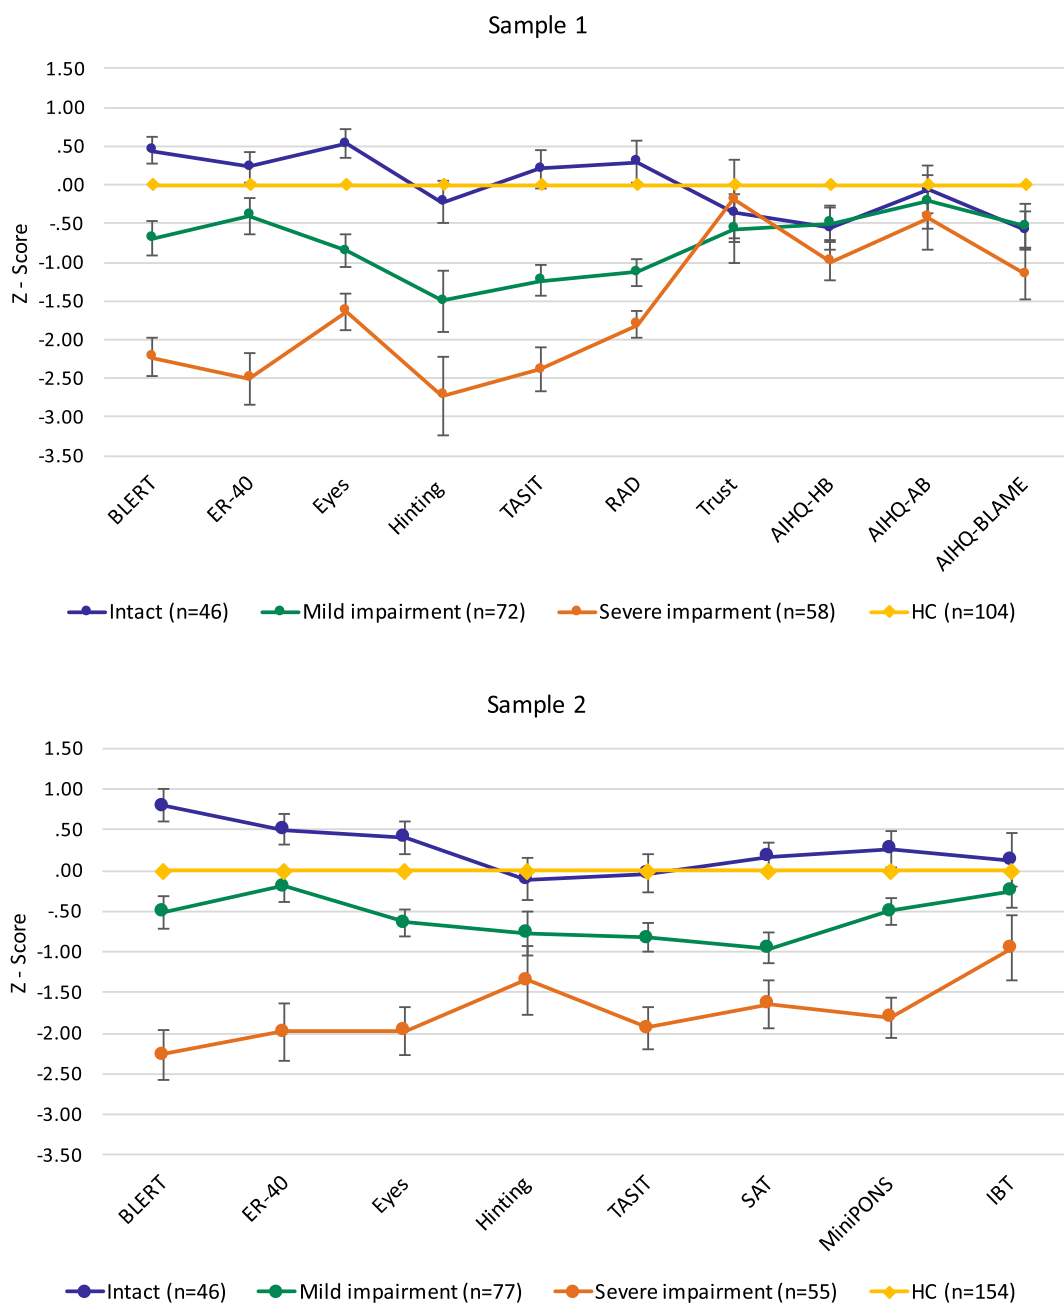 Sample 1
1.50
1.00
.50
.00
-.50
-1.00
-1.50
-2.00
-2.50
-3.00
-3.50
Z - Score
BLERT
ER-40
Eyes
Hinting
TASIT
RAD
Trust
AIHQ-HB
AIHQ-AB
AIHQ-BLAME
Intact (n=46) Mild impairment (n=72) Severe imparment (n=58) HC (n=104)
Sample 2
1.50
1.00
.50
.00
-.50
-1.00
-1.50
-2.00
-2.50
-3.00
-3.50
Z - Score
BLERT
ER-40
Eyes
Hinting
TASIT
SAT
MiniPONS
IBT
Intact (n=46) Mild impairment (n=77) Severe impairment (n=55) HC (n=154)